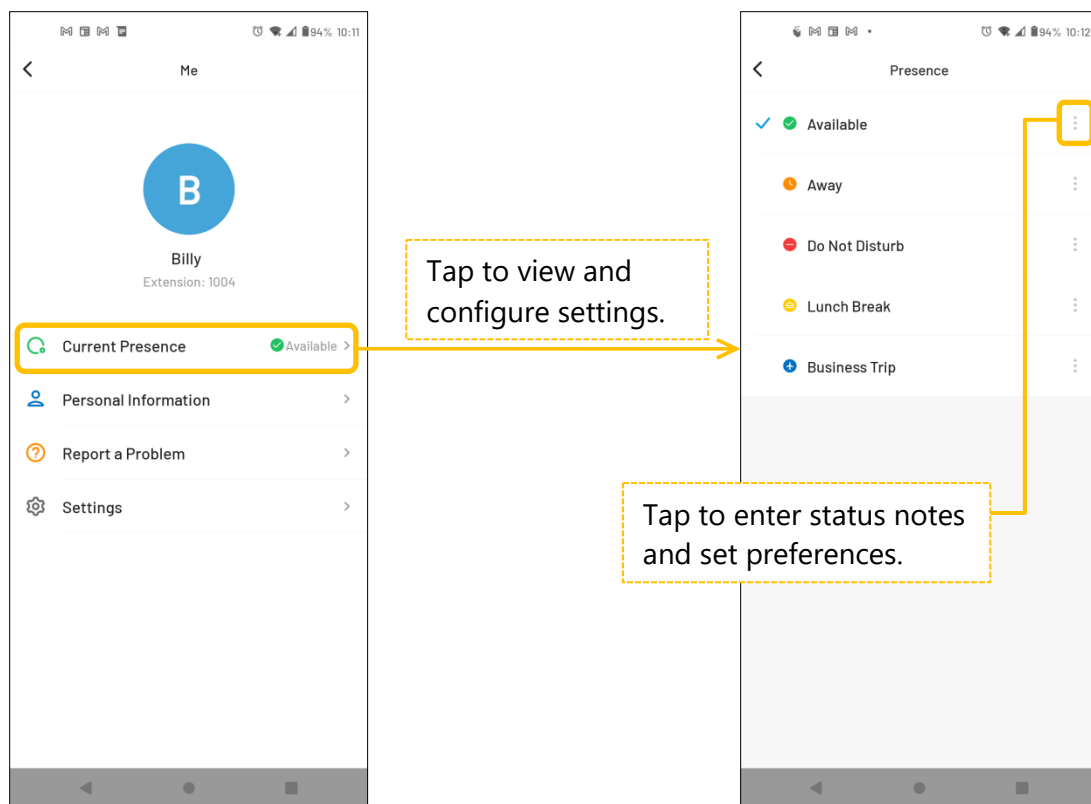 94% 10:11
Me
B
Billy
Extension: 1004
Current Presence
Available
Personal Information
Report a Problem
Settings
Tap to view and
configure settings.
94% 10:12
Presence
Available
Away
Do Not Disturb
Lunch Break
Business Trip
Tap to enter status notes
and set preferences.